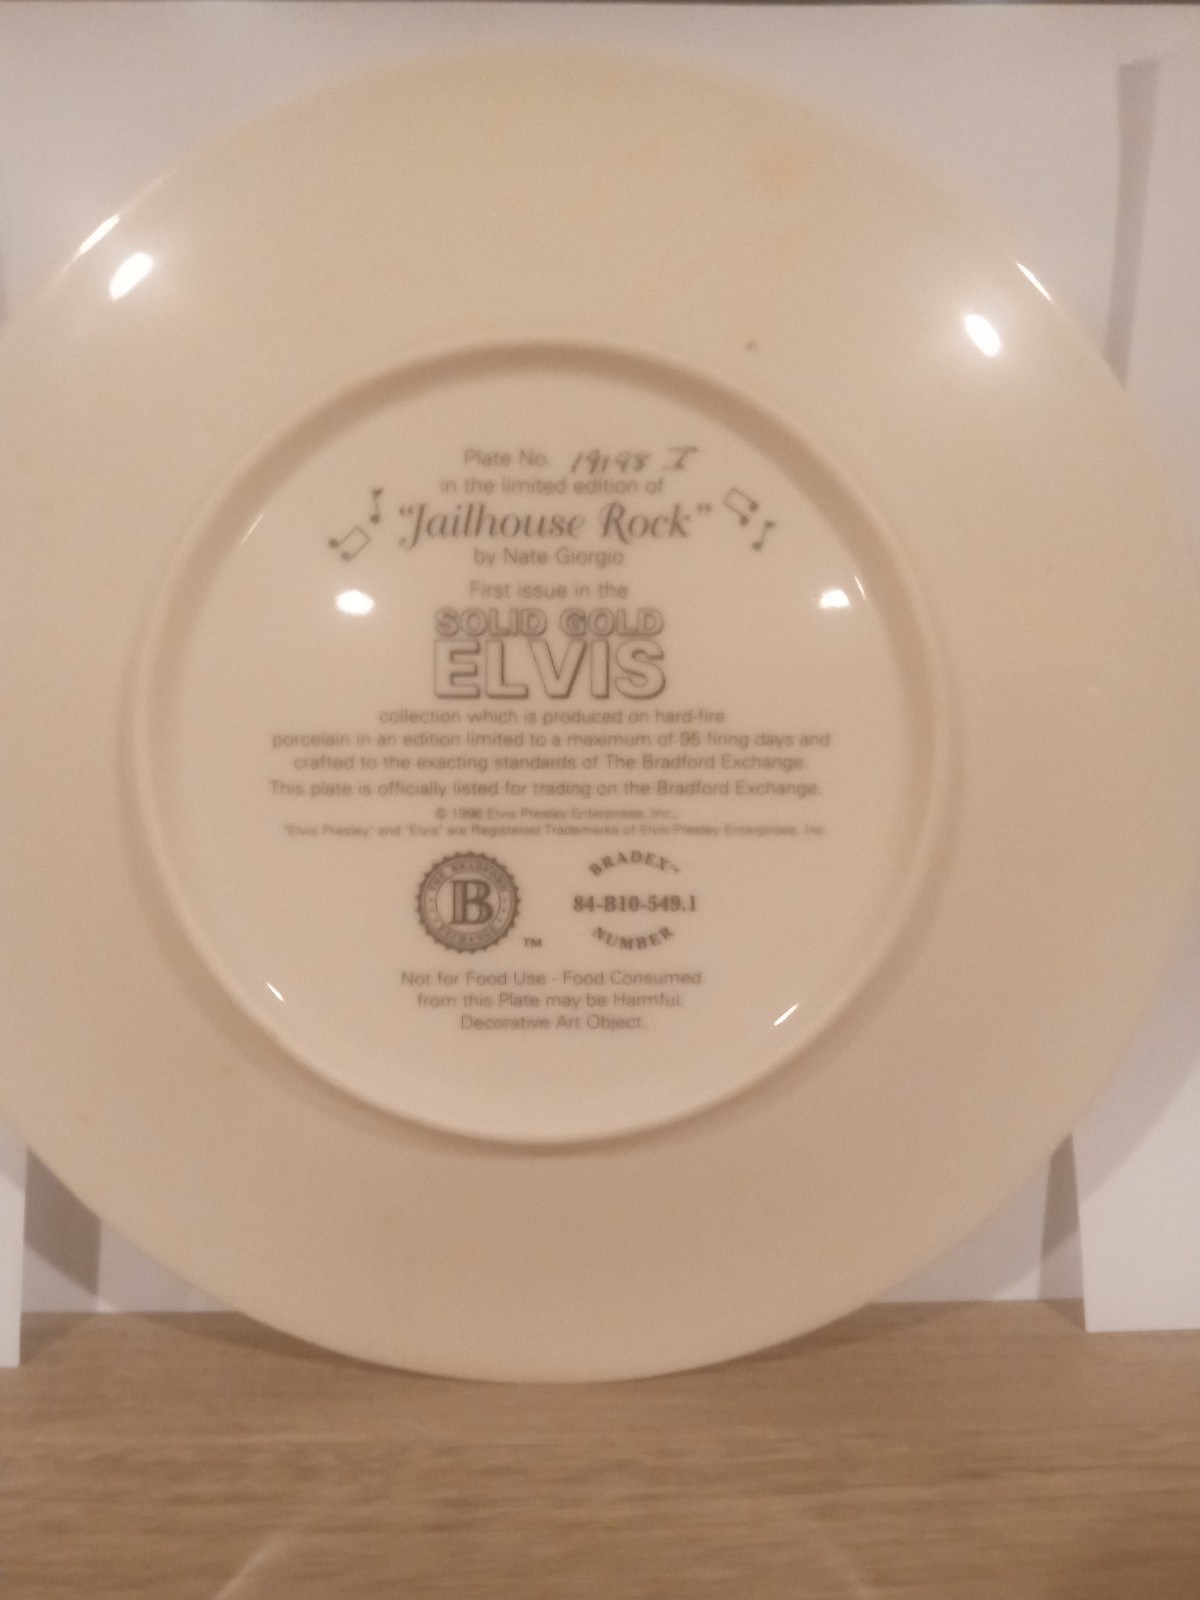 Plate No. 19198 I
in the limited edition of
"Jailhouse Rock"
by Nate Giorgio
First issue in the
SOLID GOLD
ELVIS
collection which is produced on hard-fire
porcelain in an edition limited to a maximum of 95 firing days and
crafted to the exacting standards of The Bradford Exchange.
This plate is officially listed for trading on the Bradford Exchange.
© 1996 Elvis Presley Enterprises, Inc.
"Elvis Presley" and "Elvis" are Registered Trademarks of Elvis Presley Enterprises, Inc.
THE BRADFORD
B
EXCHANGE
TM
BRADEX™
84-B10-549.1
NUMBER
Not for Food Use - Food Consumed
from this Plate may be Harmful.
Decorative Art Object.